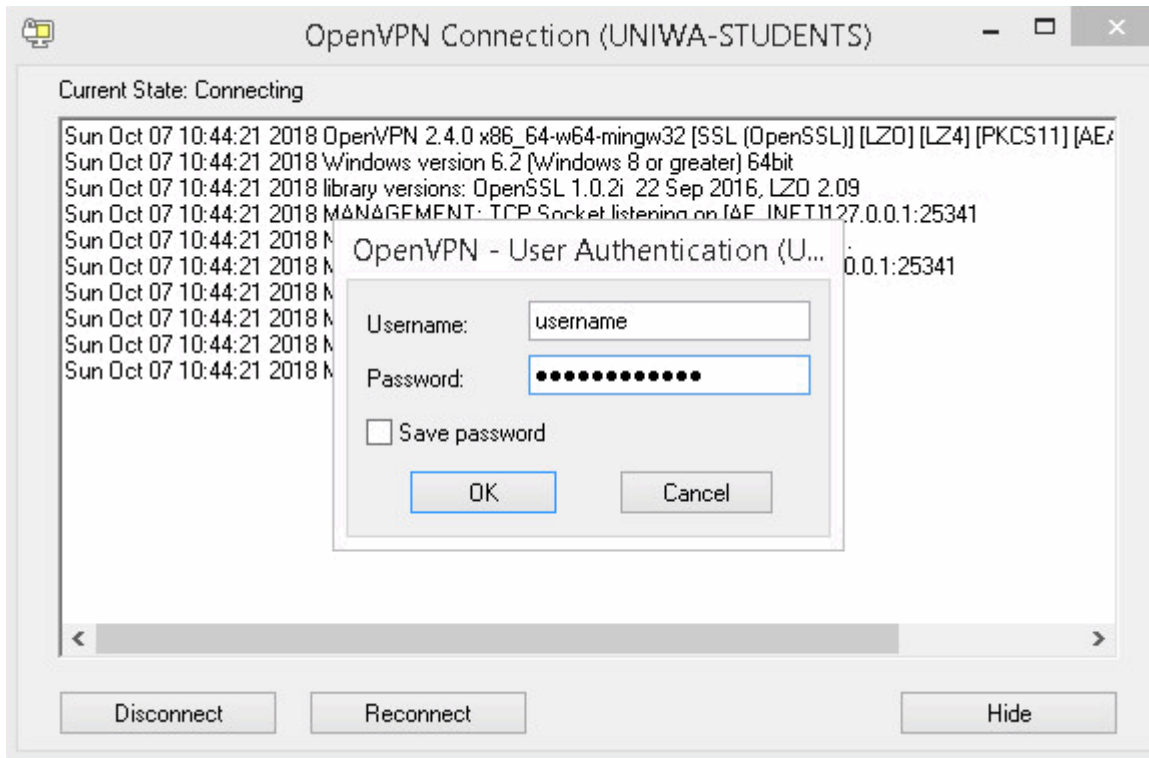 OpenVPN Connection (UNIWA-STUDENTS)
Current State: Connecting
Sun Oct 07 10:44:21 2018 OpenVPN 2.4.0 x86_64-w64-mingw32 [SSL (OpenSSL)] [LZO] [LZ4] [PKCS11] [AEA
Sun Oct 07 10:44:21 2018 Windows version 6.2 (Windows 8 or greater) 64bit
Sun Oct 07 10:44:21 2018 library versions: OpenSSL 1.0.2i 22 Sep 2016, LZO 2.09
Sun Oct 07 10:44:21 2018 MANAGEMENT: TCP Socket listening on [AF_INET]127.0.0.1:25341
Sun Oct 07 10:44:21 2018
Sun Oct 07 10:44:21 2018 0.0.1:25341
Sun Oct 07 10:44:21 2018
Sun Oct 07 10:44:21 2018
Sun Oct 07 10:44:21 2018
Sun Oct 07 10:44:21 2018
OpenVPN - User Authentication (U...
Username: username
Password: ●●●●●●●●●●●●
Save password
OK Cancel
Disconnect Reconnect Hide